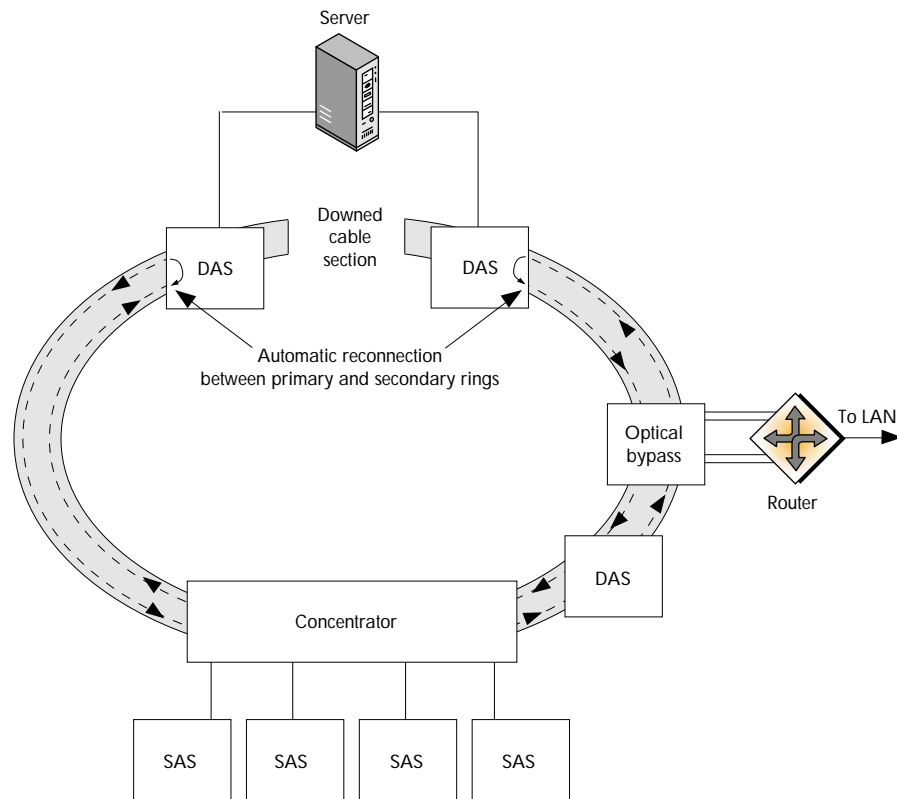 Server
Downed
cable
section
DAS
DAS
Automatic reconnection
between primary and secondary rings
To LAN
Optical
bypass
Router
DAS
Concentrator
SAS
SAS
SAS
SAS